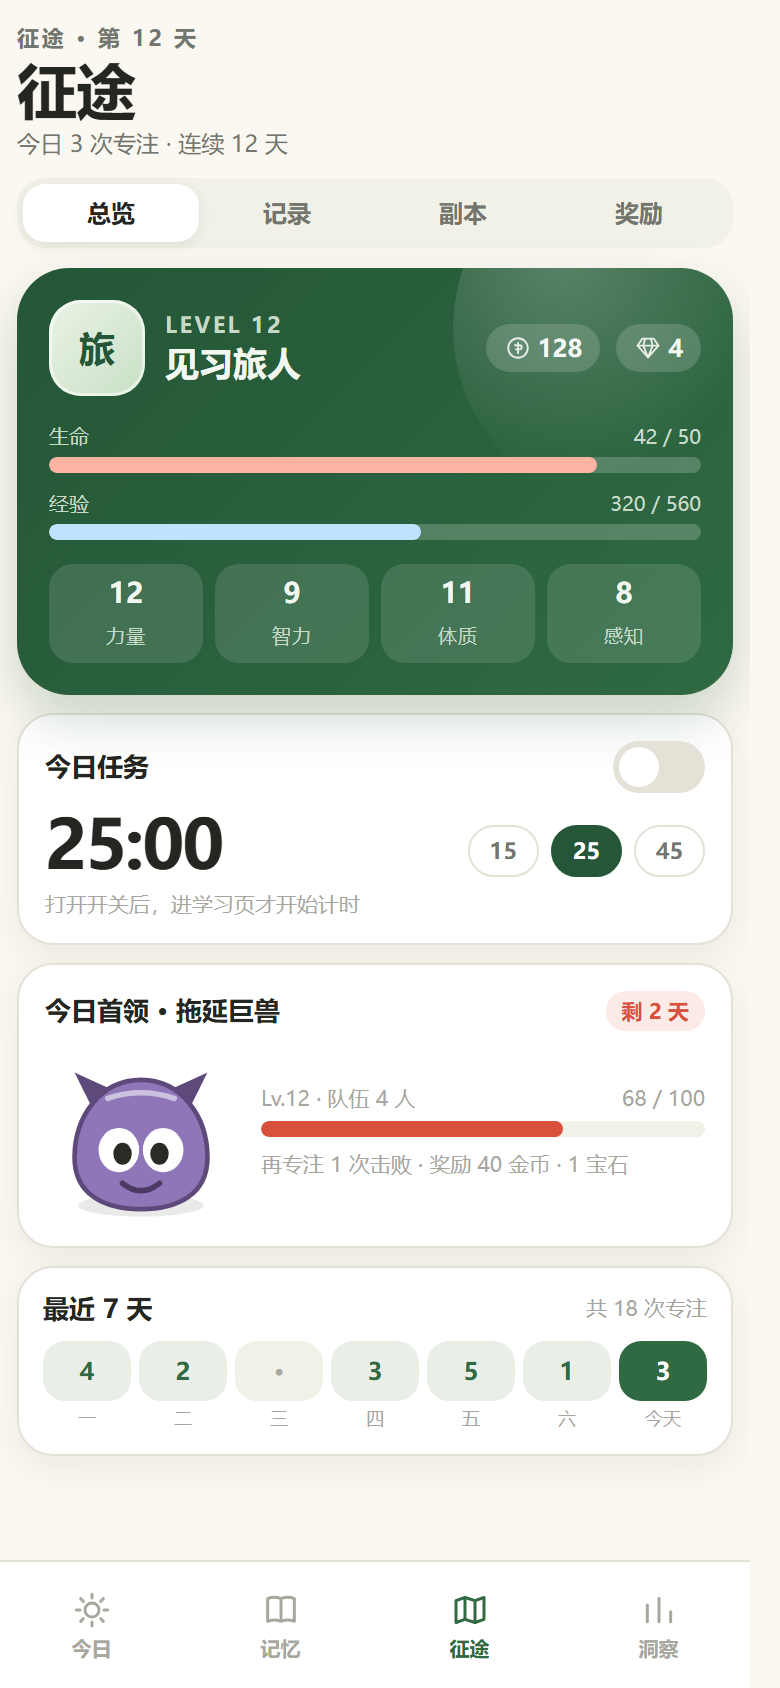 征途 • 第 12 天
征途
今日 3 次专注 · 连续 12 天
总览 记录 副本 奖励
旅
LEVEL 12
见习旅人
128 4
生命 42 / 50
经验 320 / 560
12 9 11 8
力量 智力 体质 感知
今日任务
25:00
15 25 45
打开开关后，进学习页才开始计时
今日首领 • 拖延巨兽 剩 2 天
Lv.12 · 队伍 4 人 68 / 100
再专注 1 次击败 · 奖励 40 金币 · 1 宝石
最近 7 天 共 18 次专注
4 2 • 3 5 1 3
一 二 三 四 五 六 今天
今日 记忆 征途 洞察